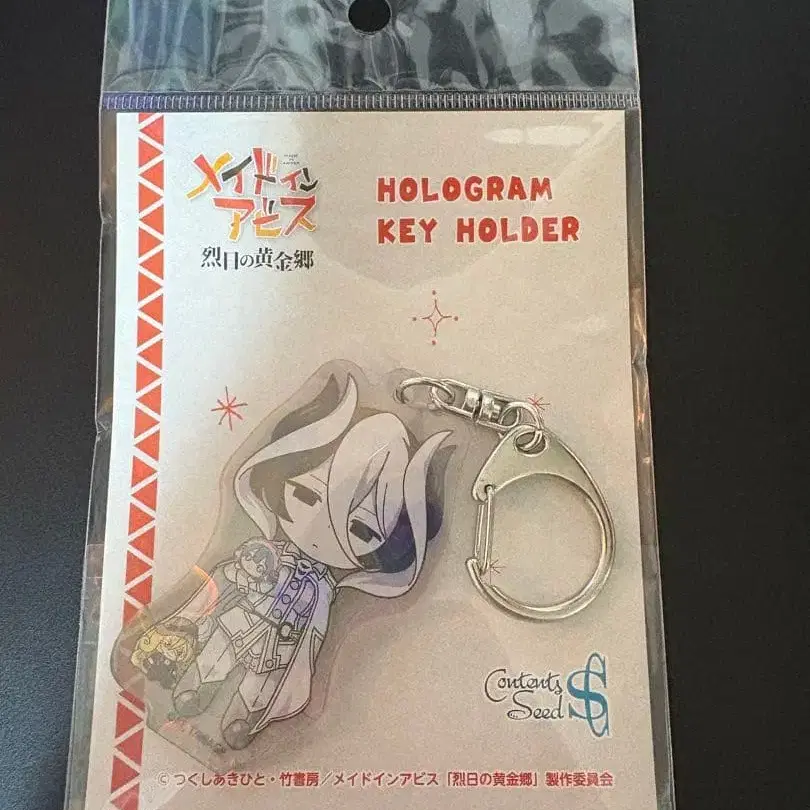 メイドイン
アビス
烈日の黄金郷
HOLOGRAM
KEY HOLDER
Contents
Seed
© つくしあきひと・竹書房／メイドインアビス「烈日の黄金郷」製作委員会